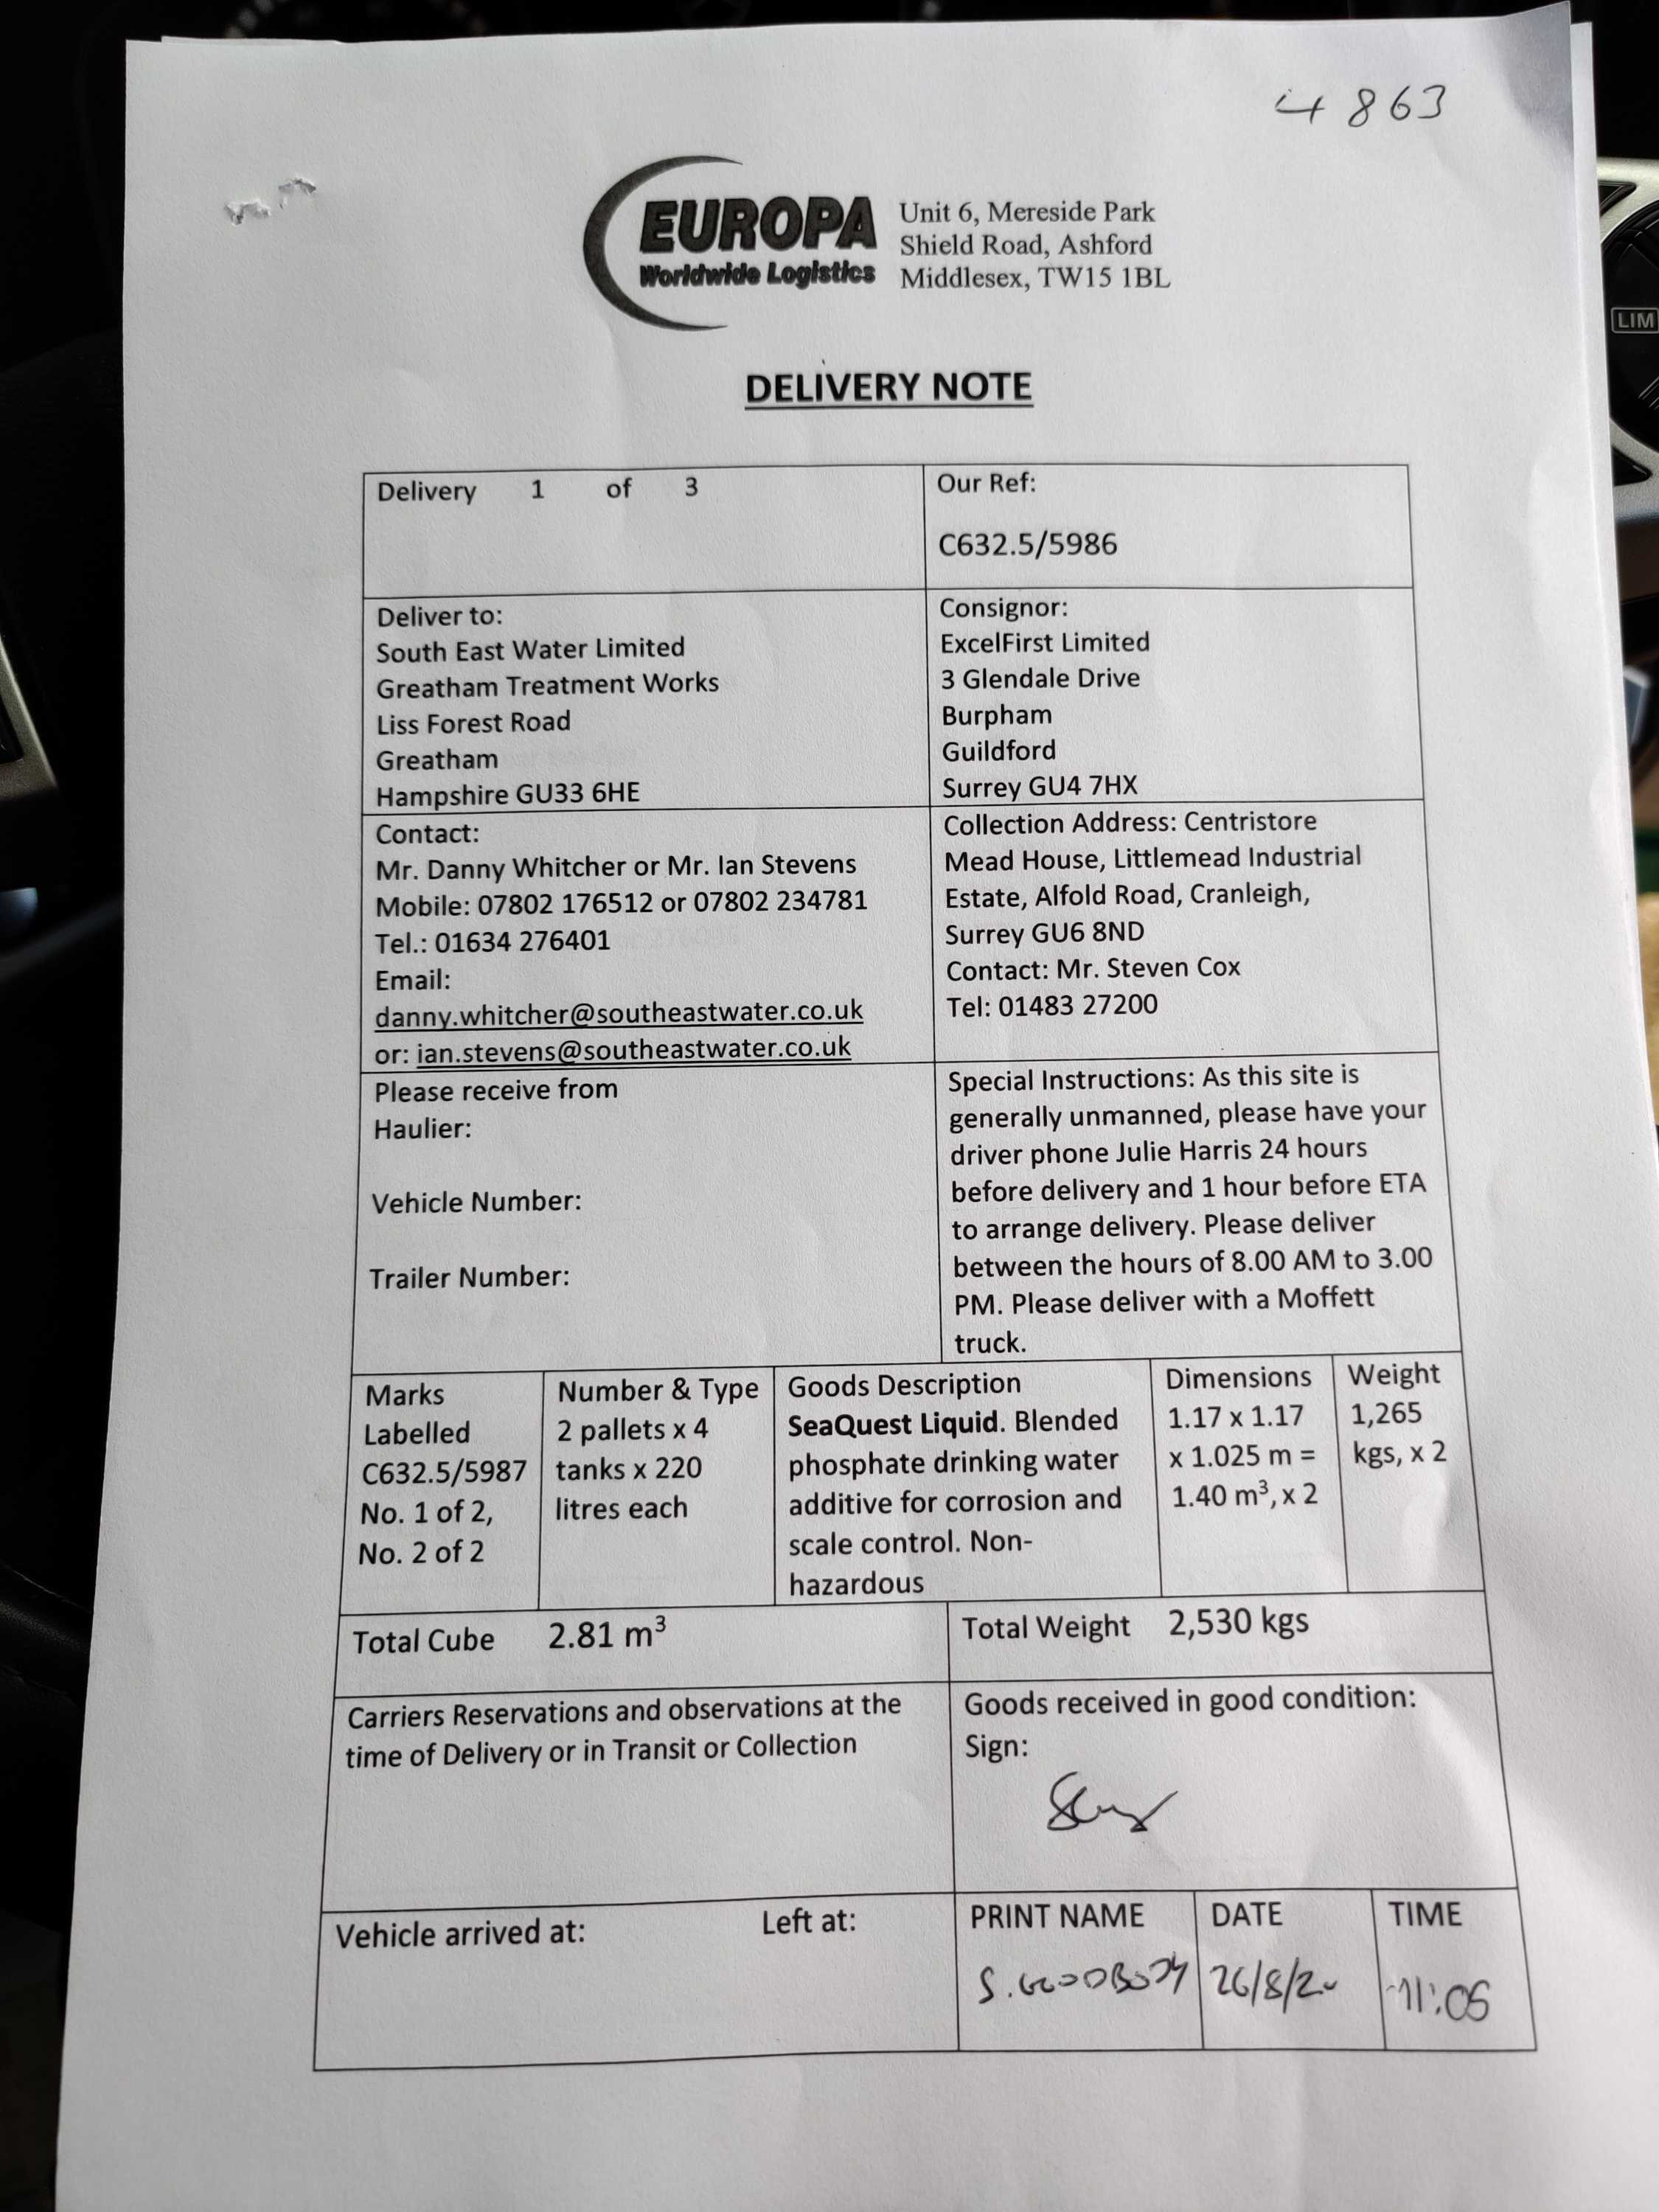 4863
EUROPA
Worldwide Logistics
Unit 6, Mereside Park
Shield Road, Ashford
Middlesex, TW15 1BL
DELIVERY NOTE
Delivery 1 of 3
Our Ref:
C632.5/5986
Deliver to:
South East Water Limited
Greatham Treatment Works
Liss Forest Road
Greatham
Hampshire GU33 6HE
Consignor:
ExcelFirst Limited
3 Glendale Drive
Burpham
Guildford
Surrey GU4 7HX
Contact:
Mr. Danny Whitcher or Mr. Ian Stevens
Mobile: 07802 176512 or 07802 234781
Tel.: 01634 276401
Email:
danny.whitcher@southeastwater.co.uk
or: ian.stevens@southeastwater.co.uk
Collection Address: Centristore
Mead House, Littlemead Industrial
Estate, Alfold Road, Cranleigh,
Surrey GU6 8ND
Contact: Mr. Steven Cox
Tel: 01483 27200
Please receive from
Haulier:
Vehicle Number:
Trailer Number:
Special Instructions: As this site is
generally unmanned, please have your
driver phone Julie Harris 24 hours
before delivery and 1 hour before ETA
to arrange delivery. Please deliver
between the hours of 8.00 AM to 3.00
PM. Please deliver with a Moffett
truck.
Marks
Labelled
C632.5/5987
No. 1 of 2,
No. 2 of 2
Number & Type
2 pallets x 4
tanks x 220
litres each
Goods Description
SeaQuest Liquid. Blended
phosphate drinking water
additive for corrosion and
scale control. Non-
hazardous
Dimensions
1.17 x 1.17
x 1.025 m =
1.40 m³, x 2
Weight
1,265
kgs, x 2
Total Cube 2.81 m³
Total Weight 2,530 kgs
Carriers Reservations and observations at the
time of Delivery or in Transit or Collection
Goods received in good condition:
Sign:
Vehicle arrived at: Left at:
PRINT NAME
S. GOODBODY
DATE
26/8/20
TIME
11:05
LIM